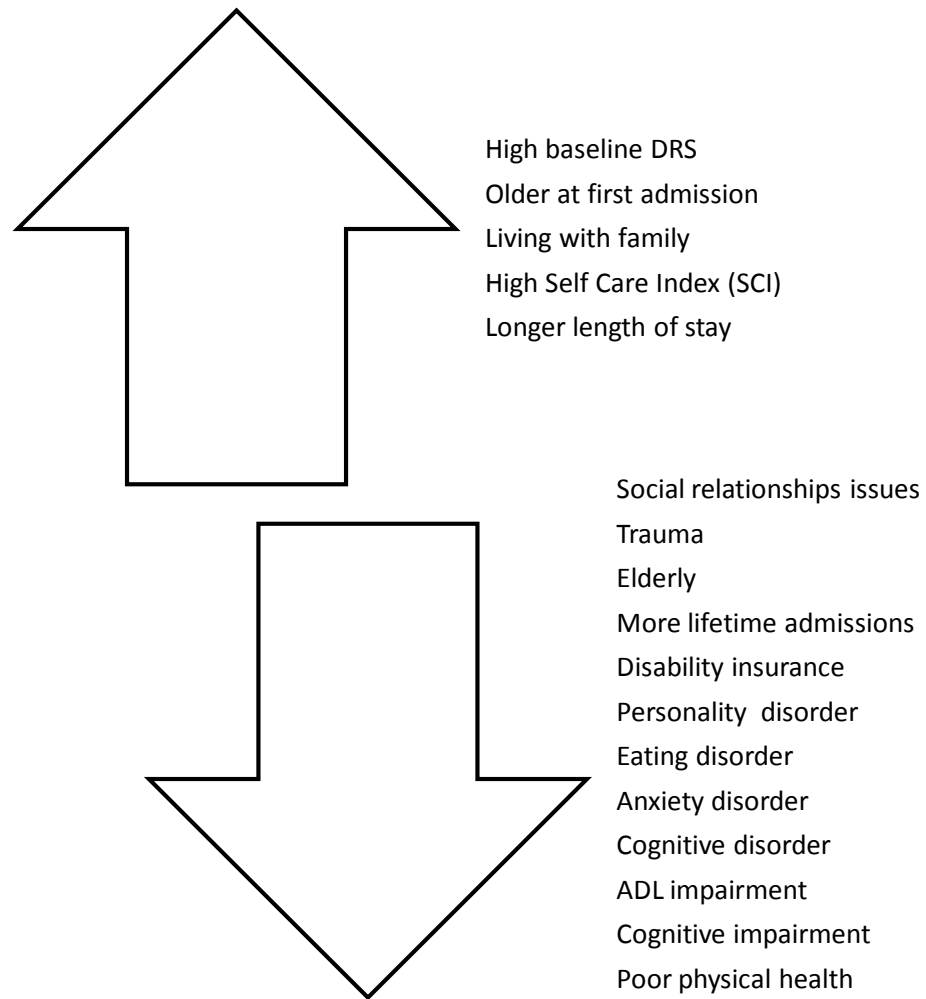 High baseline DRS
Older at first admission
Living with family
High Self Care Index (SCI)
Longer length of stay
Social relationships issues
Trauma
Elderly
More lifetime admissions
Disability insurance
Personality  disorder
Eating disorder
Anxiety disorder
Cognitive disorder
ADL impairment
Cognitive impairment
Poor physical health